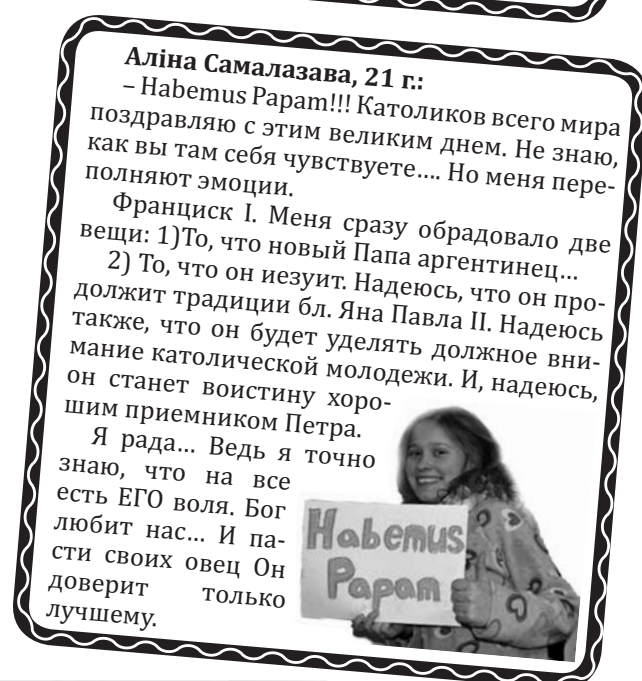 Аліна Самалазава, 21 г.:
– Habemus Papam!!! Католиков всего мира
поздравляю с этим великим днем. Не знаю,
как вы там себя чувствуете…. Но меня пере-
полняют эмоции.
Франциск I. Меня сразу обрадовало две
вещи: 1)То, что новый Папа аргентинец…
2) То, что он иезуит. Надеюсь, что он про-
должит традиции бл. Яна Павла II. Надеюсь
также, что он будет уделять должное вни-
мание католической молодежи. И, надеюсь,
он станет воистину хоро-
шим приемником Петра.
Я рада… Ведь я точно
знаю, что на все
есть ЕГО воля. Бог
любит нас… И па-
сти своих овец Он
доверит только
лучшему.
Habemus
Papam